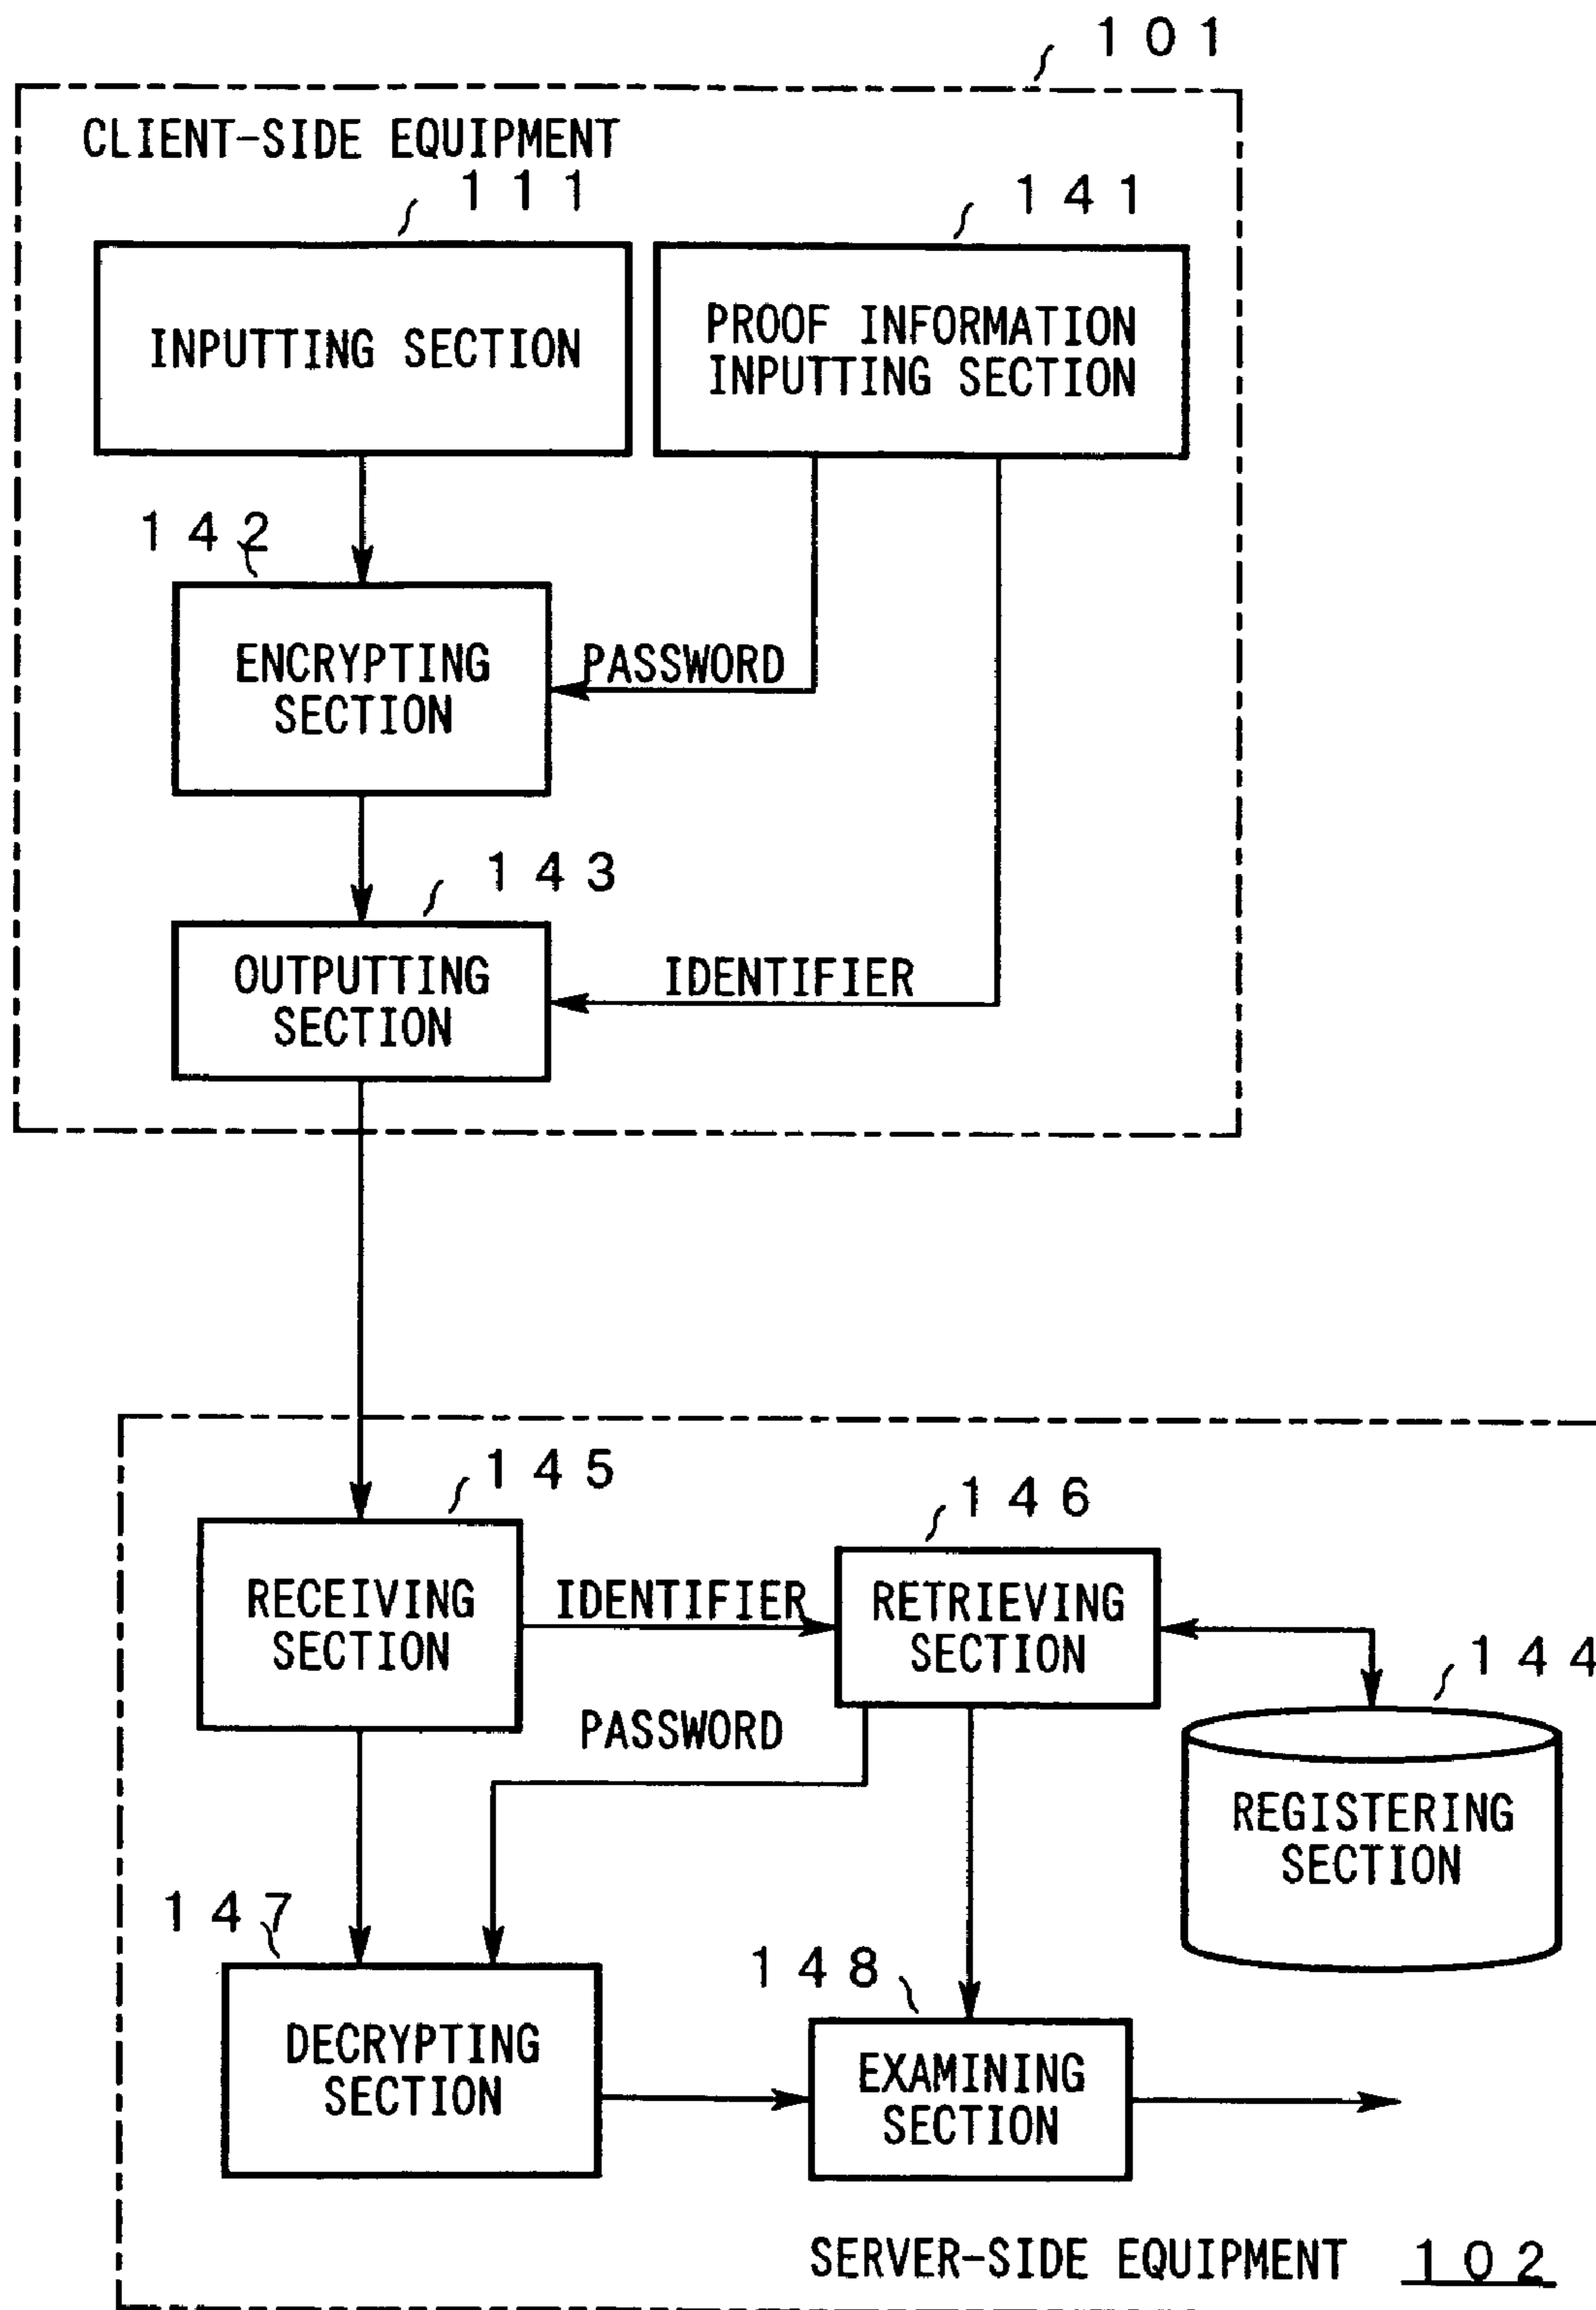 101
CLIENT-SIDE EQUIPMENT
111
141
INPUTTING SECTION
PROOF INFORMATION
INPUTTING SECTION
142
ENCRYPTING
SECTION
PASSWORD
143
OUTPUTTING
SECTION
IDENTIFIER
145
146
RECEIVING
SECTION
IDENTIFIER
RETRIEVING
SECTION
144
PASSWORD
REGISTERING
SECTION
147
148
DECRYPTING
SECTION
EXAMINING
SECTION
SERVER-SIDE EQUIPMENT 102